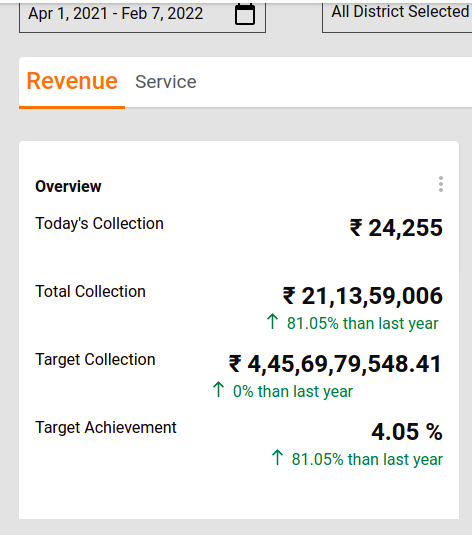 Apr 1, 2021 - Feb 7, 2022
All District Selected
Revenue
Service
Overview
Today's Collection
₹ 24,255
Total Collection
₹ 21,13,59,006
↑ 81.05% than last year
Target Collection
₹ 4,45,69,79,548.41
↑ 0% than last year
Target Achievement
4.05 %
↑ 81.05% than last year